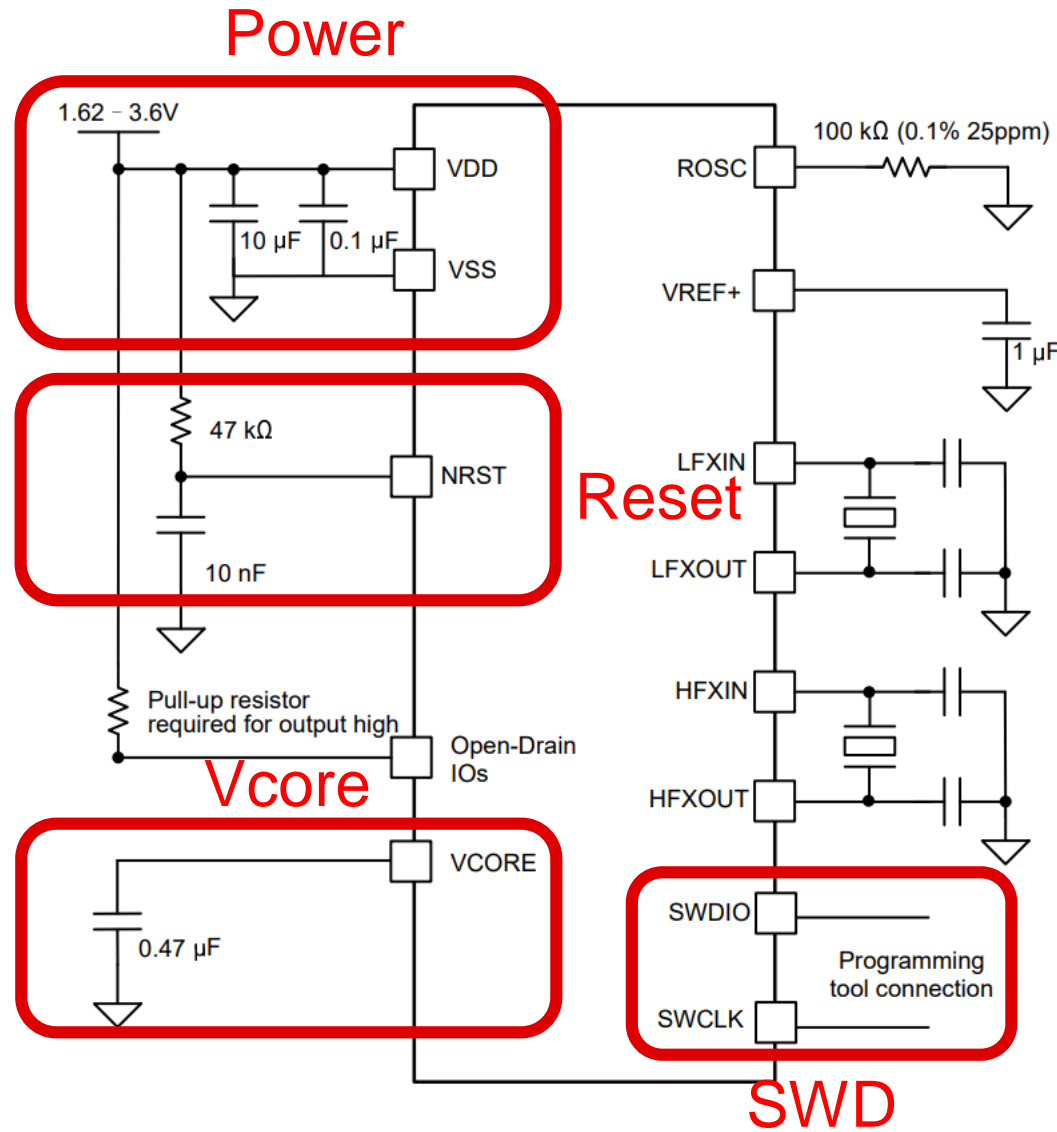 Power
1.62 – 3.6V
VDD
10 µF
0.1 µF
VSS
47 kΩ
NRST
Reset
10 nF
Pull-up resistor
required for output high
Open-Drain
IOs
Vcore
VCORE
0.47 µF
100 kΩ (0.1% 25ppm)
ROSC
VREF+
1 µF
LFXIN
LFXOUT
HFXIN
HFXOUT
SWDIO
Programming
tool connection
SWCLK
SWD